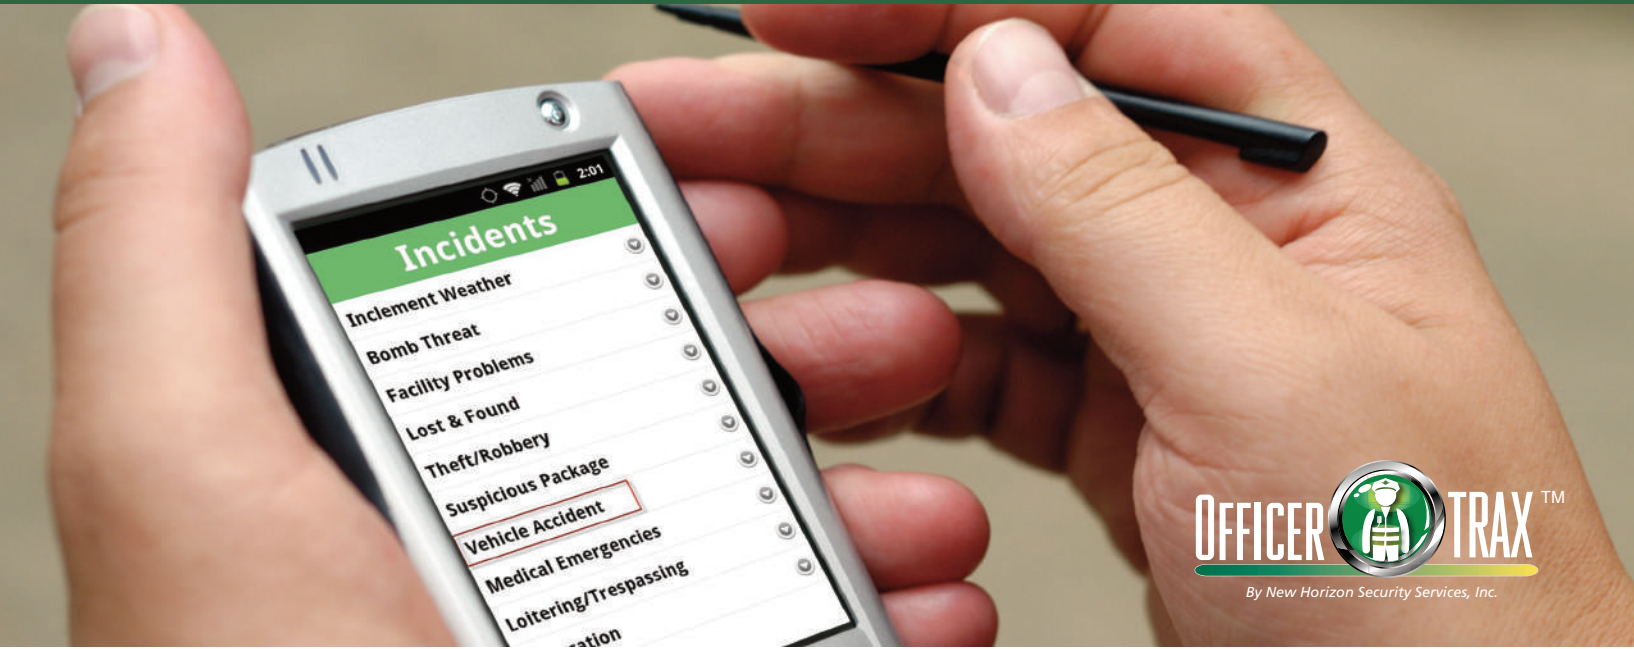 2:01
Incidents
Inclement Weather
Bomb Threat
Facility Problems
Lost & Found
Theft/Robbery
Suspicious Package
Vehicle Accident
Medical Emergencies
Loitering/Trespassing
OFFICER TRAX TM
By New Horizon Security Services, Inc.